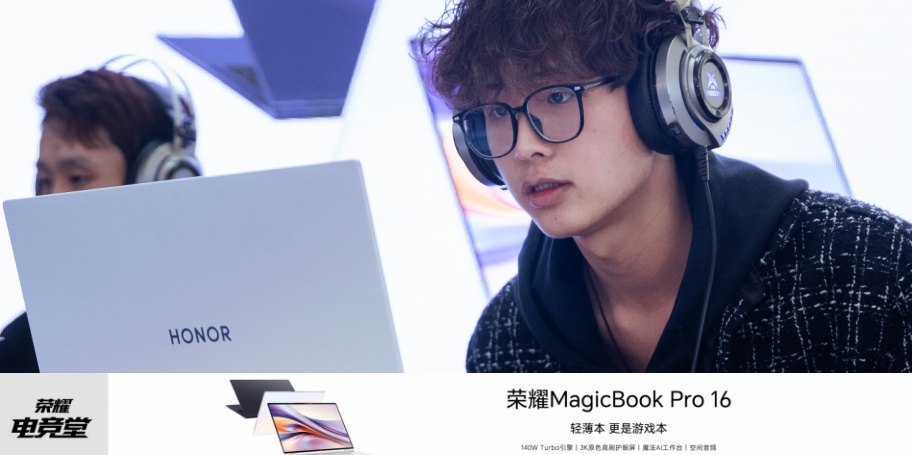 HONOR
荣耀
电竞堂
荣耀MagicBook Pro 16
轻薄本 更是游戏本
140W Turbo引擎 | 3K原色高刷护眼屏 | 魔法AI工作台 | 空间音频